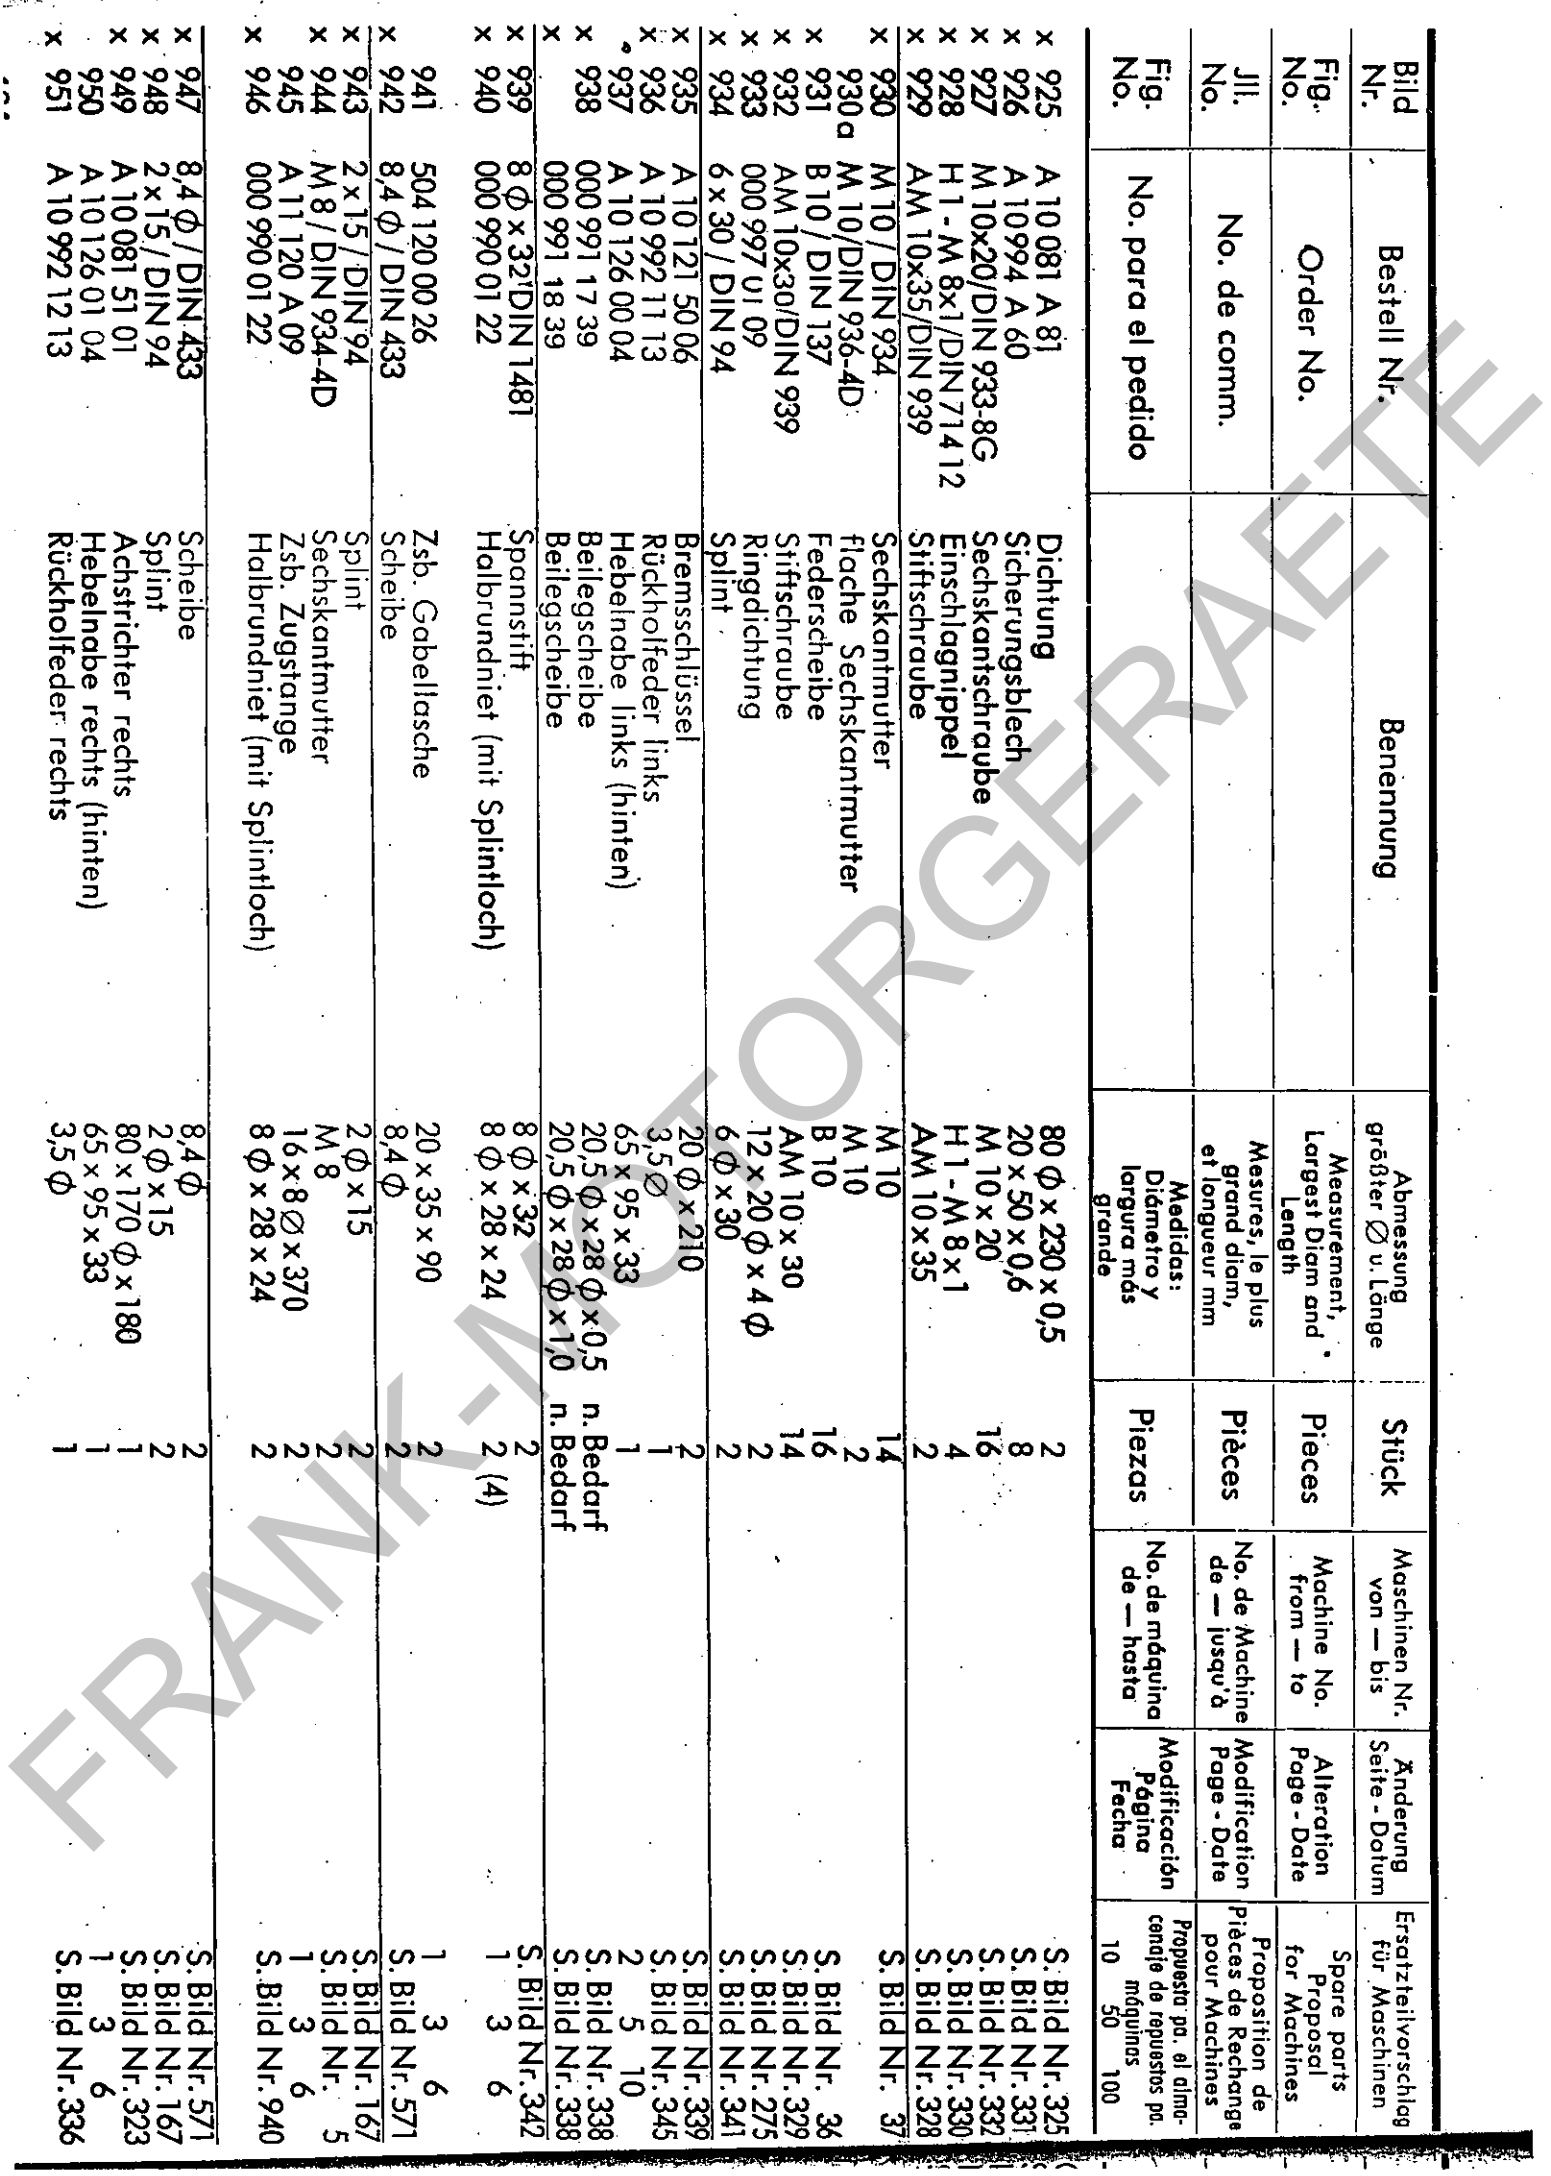 Bild Nr. | Bestell Nr. | Benennung | Abmessung größter Ø u. Länge | Stück | Maschinen Nr. von — bis | Änderung Seite - Datum | Ersatzteilvorschlag für Maschinen
Fig. No. | Order No. | Measurement, Largest Diam and Length | Pieces | Machine No. from — to | Alteration Page - Date | Spare parts Proposal for Machines
Jll. No. | No. de comm. | Mesures, le plus grand diam, et longueur mm | Pièces | No. de Machine de — jusqu'à | Modification Page - Date | Proposition de Pièces de Rechange pour Machines
Fig. No. | No. para el pedido | Medidas: Diámetro y largura más grande | Piezas | No. de máquina de — hasta | Modificación Página Fecha | Propuesta pa. el almacenaje de repuestos pa. máquinas 10 50 100
x 925 A 10 081 A 81 Dichtung 80 Ø x 230 x 0,5 2 S. Bild Nr. 325
x 926 A 10 994 A 60 Sicherungsblech 20 x 50 x 0,6 8 S. Bild Nr. 331
x 927 M 10x20/DIN 933-8G Sechskantschraube M 10 x 20 16 S. Bild Nr. 332
x 928 H 1 - M 8x1/DIN 71412 Einschlagnippel H 1 - M 8 x 1 4 S. Bild Nr. 330
x 929 AM 10x35/DIN 939 Stiftschraube AM 10 x 35 2 S. Bild Nr. 328
x 930 M 10 / DIN 934 Sechskantmutter M 10 14 S. Bild Nr. 37
930a M 10/DIN 936-4D flache Sechskantmutter M 10 2
x 931 B 10 / DIN 137 Federscheibe B 10 16 S. Bild Nr. 36
x 932 AM 10x30/DIN 939 Stiftschraube AM 10 x 30 14 S. Bild Nr. 329
x 933 000 997 01 09 Ringdichtung 12 x 20 Ø x 4 Ø 2 S. Bild Nr. 275
x 934 6 x 30 / DIN 94 Splint 6 Ø x 30 2 S. Bild Nr. 341
x 935 A 10 121 50 06 Bremsschlüssel 20 Ø x 210 2 S. Bild Nr. 339
x 936 A 10 992 11 13 Rückholfeder links 3,5 Ø 1 S. Bild Nr. 345
937 A 10 126 00 04 Hebelnabe links (hinten) 65 x 95 x 33 1 2 5 10
x 938 000 991 17 39 Beilegscheibe 20,5 Ø x 28 Ø x 0,5 n. Bedarf S. Bild Nr. 338
x 000 991 18 39 Beilegscheibe 20,5 Ø x 28 Ø x 1,0 n. Bedarf S. Bild Nr. 338
x 939 8 Ø x 32 DIN 1481 Spannstift 8 Ø x 32 2 S. Bild Nr. 342
x 940 000 990 01 22 Halbrundniet (mit Splintloch) 8 Ø x 28 x 24 2 (4) 1 3 6
941 504 120 00 26 Zsb. Gabellasche 20 x 35 x 90 2 1 3 6
x 942 8,4 Ø / DIN 433 Scheibe 8,4 Ø 2 S. Bild Nr. 571
x 943 2 x 15 / DIN 94 Splint 2 Ø x 15 2 S. Bild Nr. 167
x 944 M 8 / DIN 934-4D Sechskantmutter M 8 2 S. Bild Nr. 5
945 A 11 120 A 09 Zsb. Zugstange 16 x 8 Ø x 370 2 1 3 6
x 946 000 990 01 22 Halbrundniet (mit Splintloch) 8 Ø x 28 x 24 2 S. Bild Nr. 940
x 947 8,4 Ø / DIN 433 Scheibe 8,4 Ø 2 S. Bild Nr. 571
x 948 2 x 15 / DIN 94 Splint 2 Ø x 15 2 S. Bild Nr. 167
x 949 A 10 081 51 01 Achstrichter rechts 80 x 170 Ø x 180 1 S. Bild Nr. 323
950 A 10 126 01 04 Hebelnabe rechts (hinten) 65 x 95 x 33 1 1 3 6
x 951 A 10 992 12 13 Rückholfeder rechts 3,5 Ø 1 S. Bild Nr. 336
FRANK-MOTORGERAETE